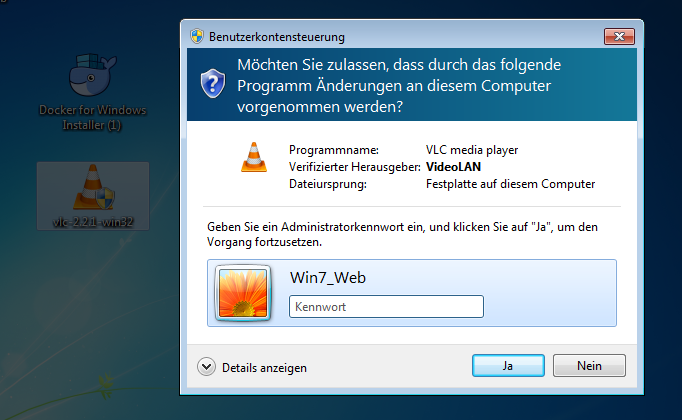 Benutzerkontensteuerung
Möchten Sie zulassen, dass durch das folgende
Programm Änderungen an diesem Computer
vorgenommen werden?
Docker for Windows
Installer (1)
vlc-2.2.1-win32
Programmname: VLC media player
Verifizierter Herausgeber: VideoLAN
Dateiursprung: Festplatte auf diesem Computer
Geben Sie ein Administratorkennwort ein, und klicken Sie auf "Ja", um den
Vorgang fortzusetzen.
Win7_Web
Kennwort
Details anzeigen
Ja
Nein